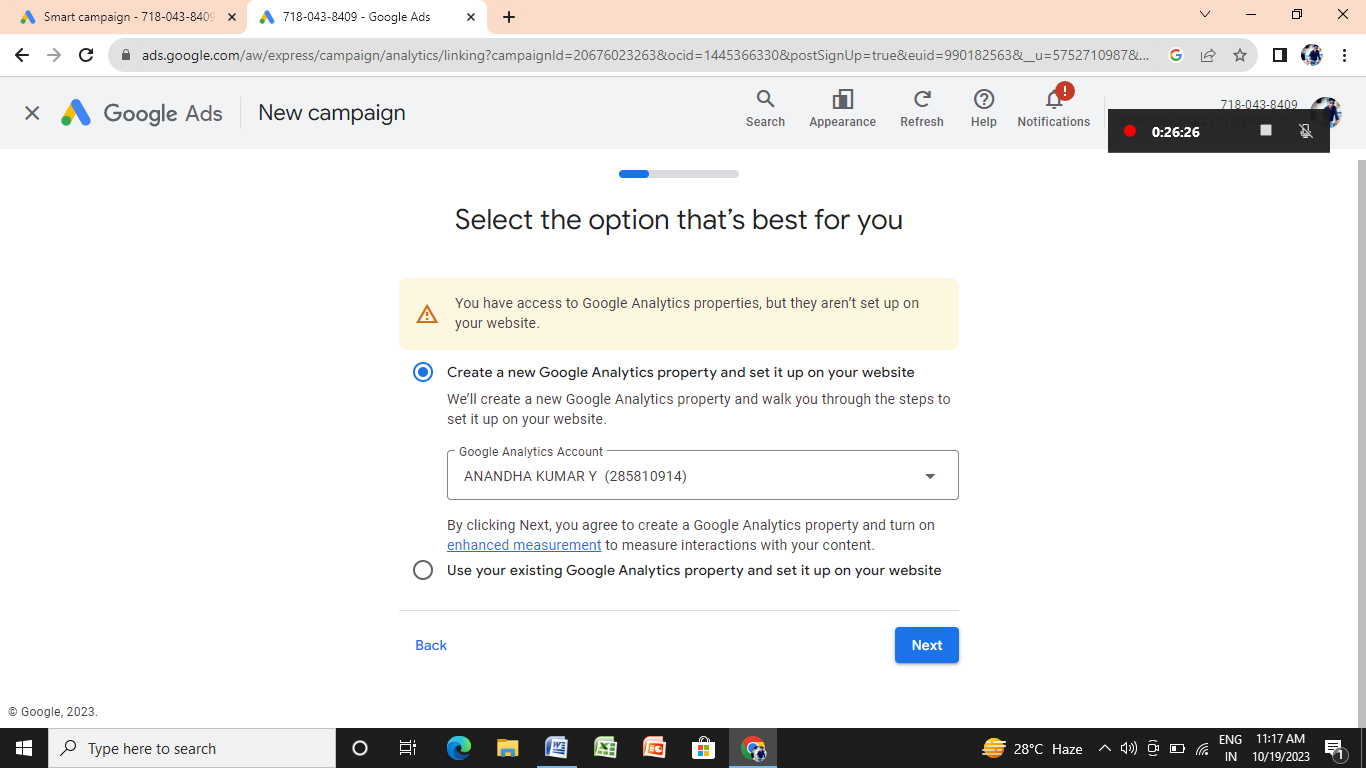 Smart campaign - 718-043-8409
718-043-8409 - Google Ads
ads.google.com/aw/express/campaign/analytics/linking?campaignId=20676023263&ocid=1445366330&postSignUp=true&euid=990182563&__u=5752710987&...
Google Ads
New campaign
Search
Appearance
Refresh
Help
Notifications
718-043-8409
0:26:26
Select the option that's best for you
You have access to Google Analytics properties, but they aren't set up on
your website.
Create a new Google Analytics property and set it up on your website
We'll create a new Google Analytics property and walk you through the steps to
set it up on your website.
Google Analytics Account
ANANDHA KUMAR Y (285810914)
By clicking Next, you agree to create a Google Analytics property and turn on
enhanced measurement to measure interactions with your content.
Use your existing Google Analytics property and set it up on your website
Back
Next
© Google, 2023.
Type here to search
28°C Haze
ENG
IN
11:17 AM
10/19/2023
1